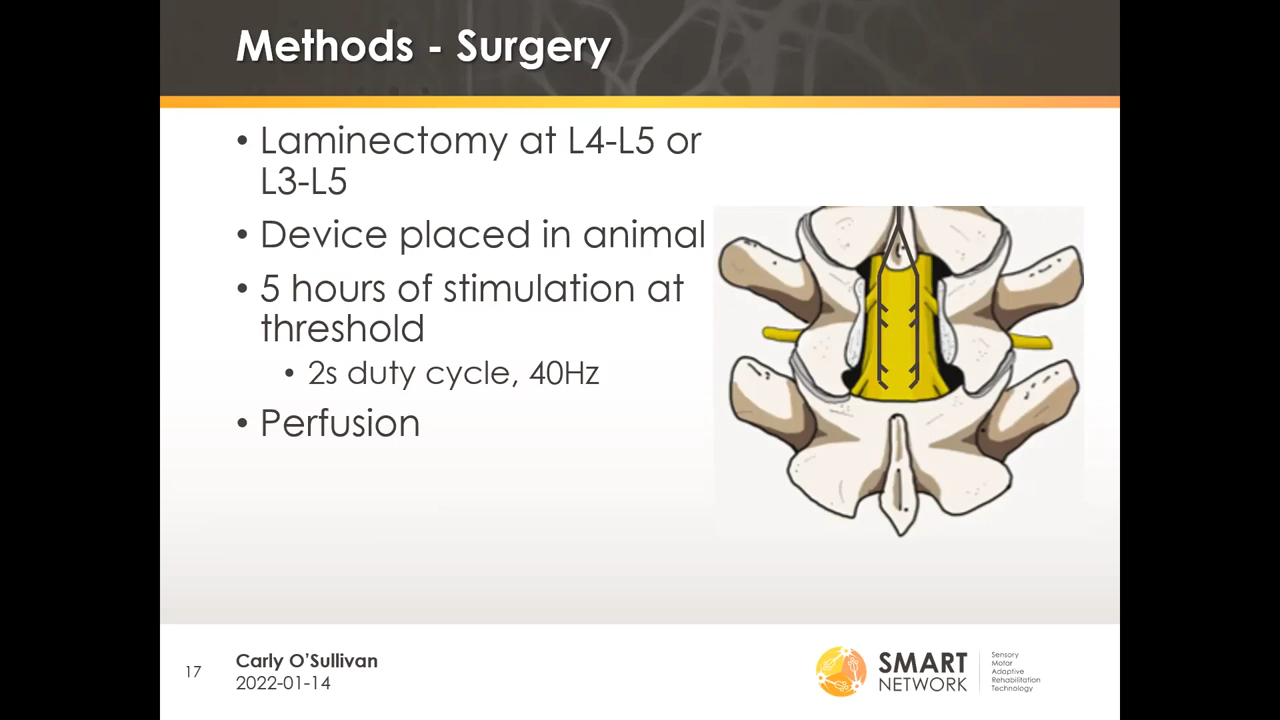 Methods - Surgery
• Laminectomy at L4-L5 or
L3-L5
• Device placed in animal
• 5 hours of stimulation at
threshold
• 2s duty cycle, 40Hz
• Perfusion
17
Carly O'Sullivan
2022-01-14
SMART
NETWORK
Sensory
Motor
Adaptive
Rehabilitation
Technology